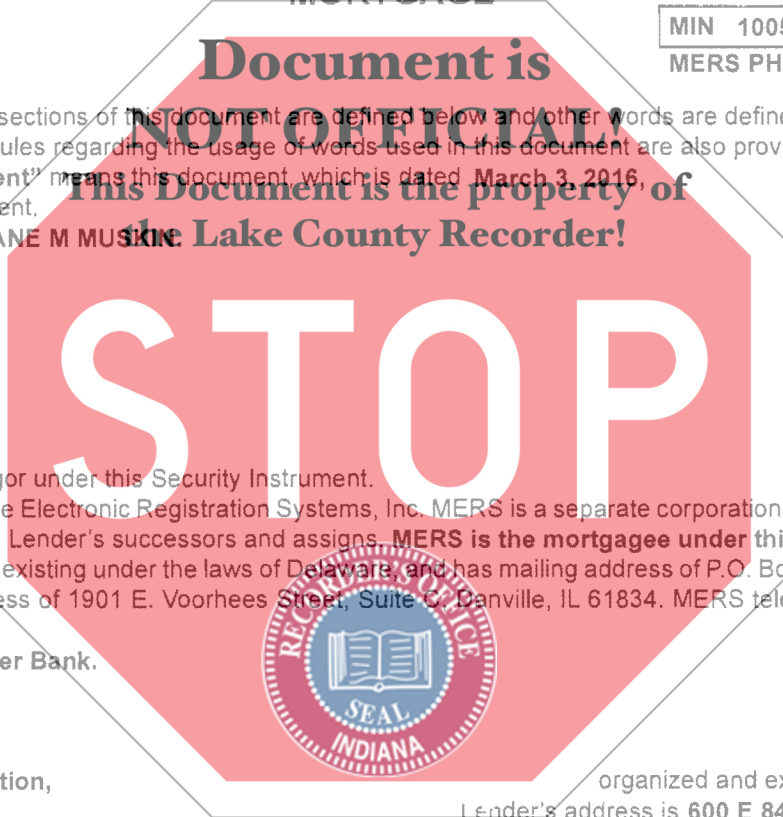 MORTGAGE
MIN 1005
MERS PH
Document is
sections of this document are defined below and other words are define
NOT OFFICIAL!
ules regarding the usage of words used in this document are also prov
ent” means this document, which is dated March 3, 2016,
This Document is the property of
ent.
ANE M MUSKIN.
the Lake County Recorder!
STOP
gor under this Security Instrument.
e Electronic Registration Systems, Inc. MERS is a separate corporation
Lender's successors and assigns. MERS is the mortgagee under thi
existing under the laws of Delaware, and has mailing address of P.O. Bo
ess of 1901 E. Voorhees Street, Suite C, Danville, IL 61834. MERS tele
RECORDER'S OFFICE
er Bank.
SEAL
INDIANA
tion,
organized and ex
Lender's address is 600 E 84